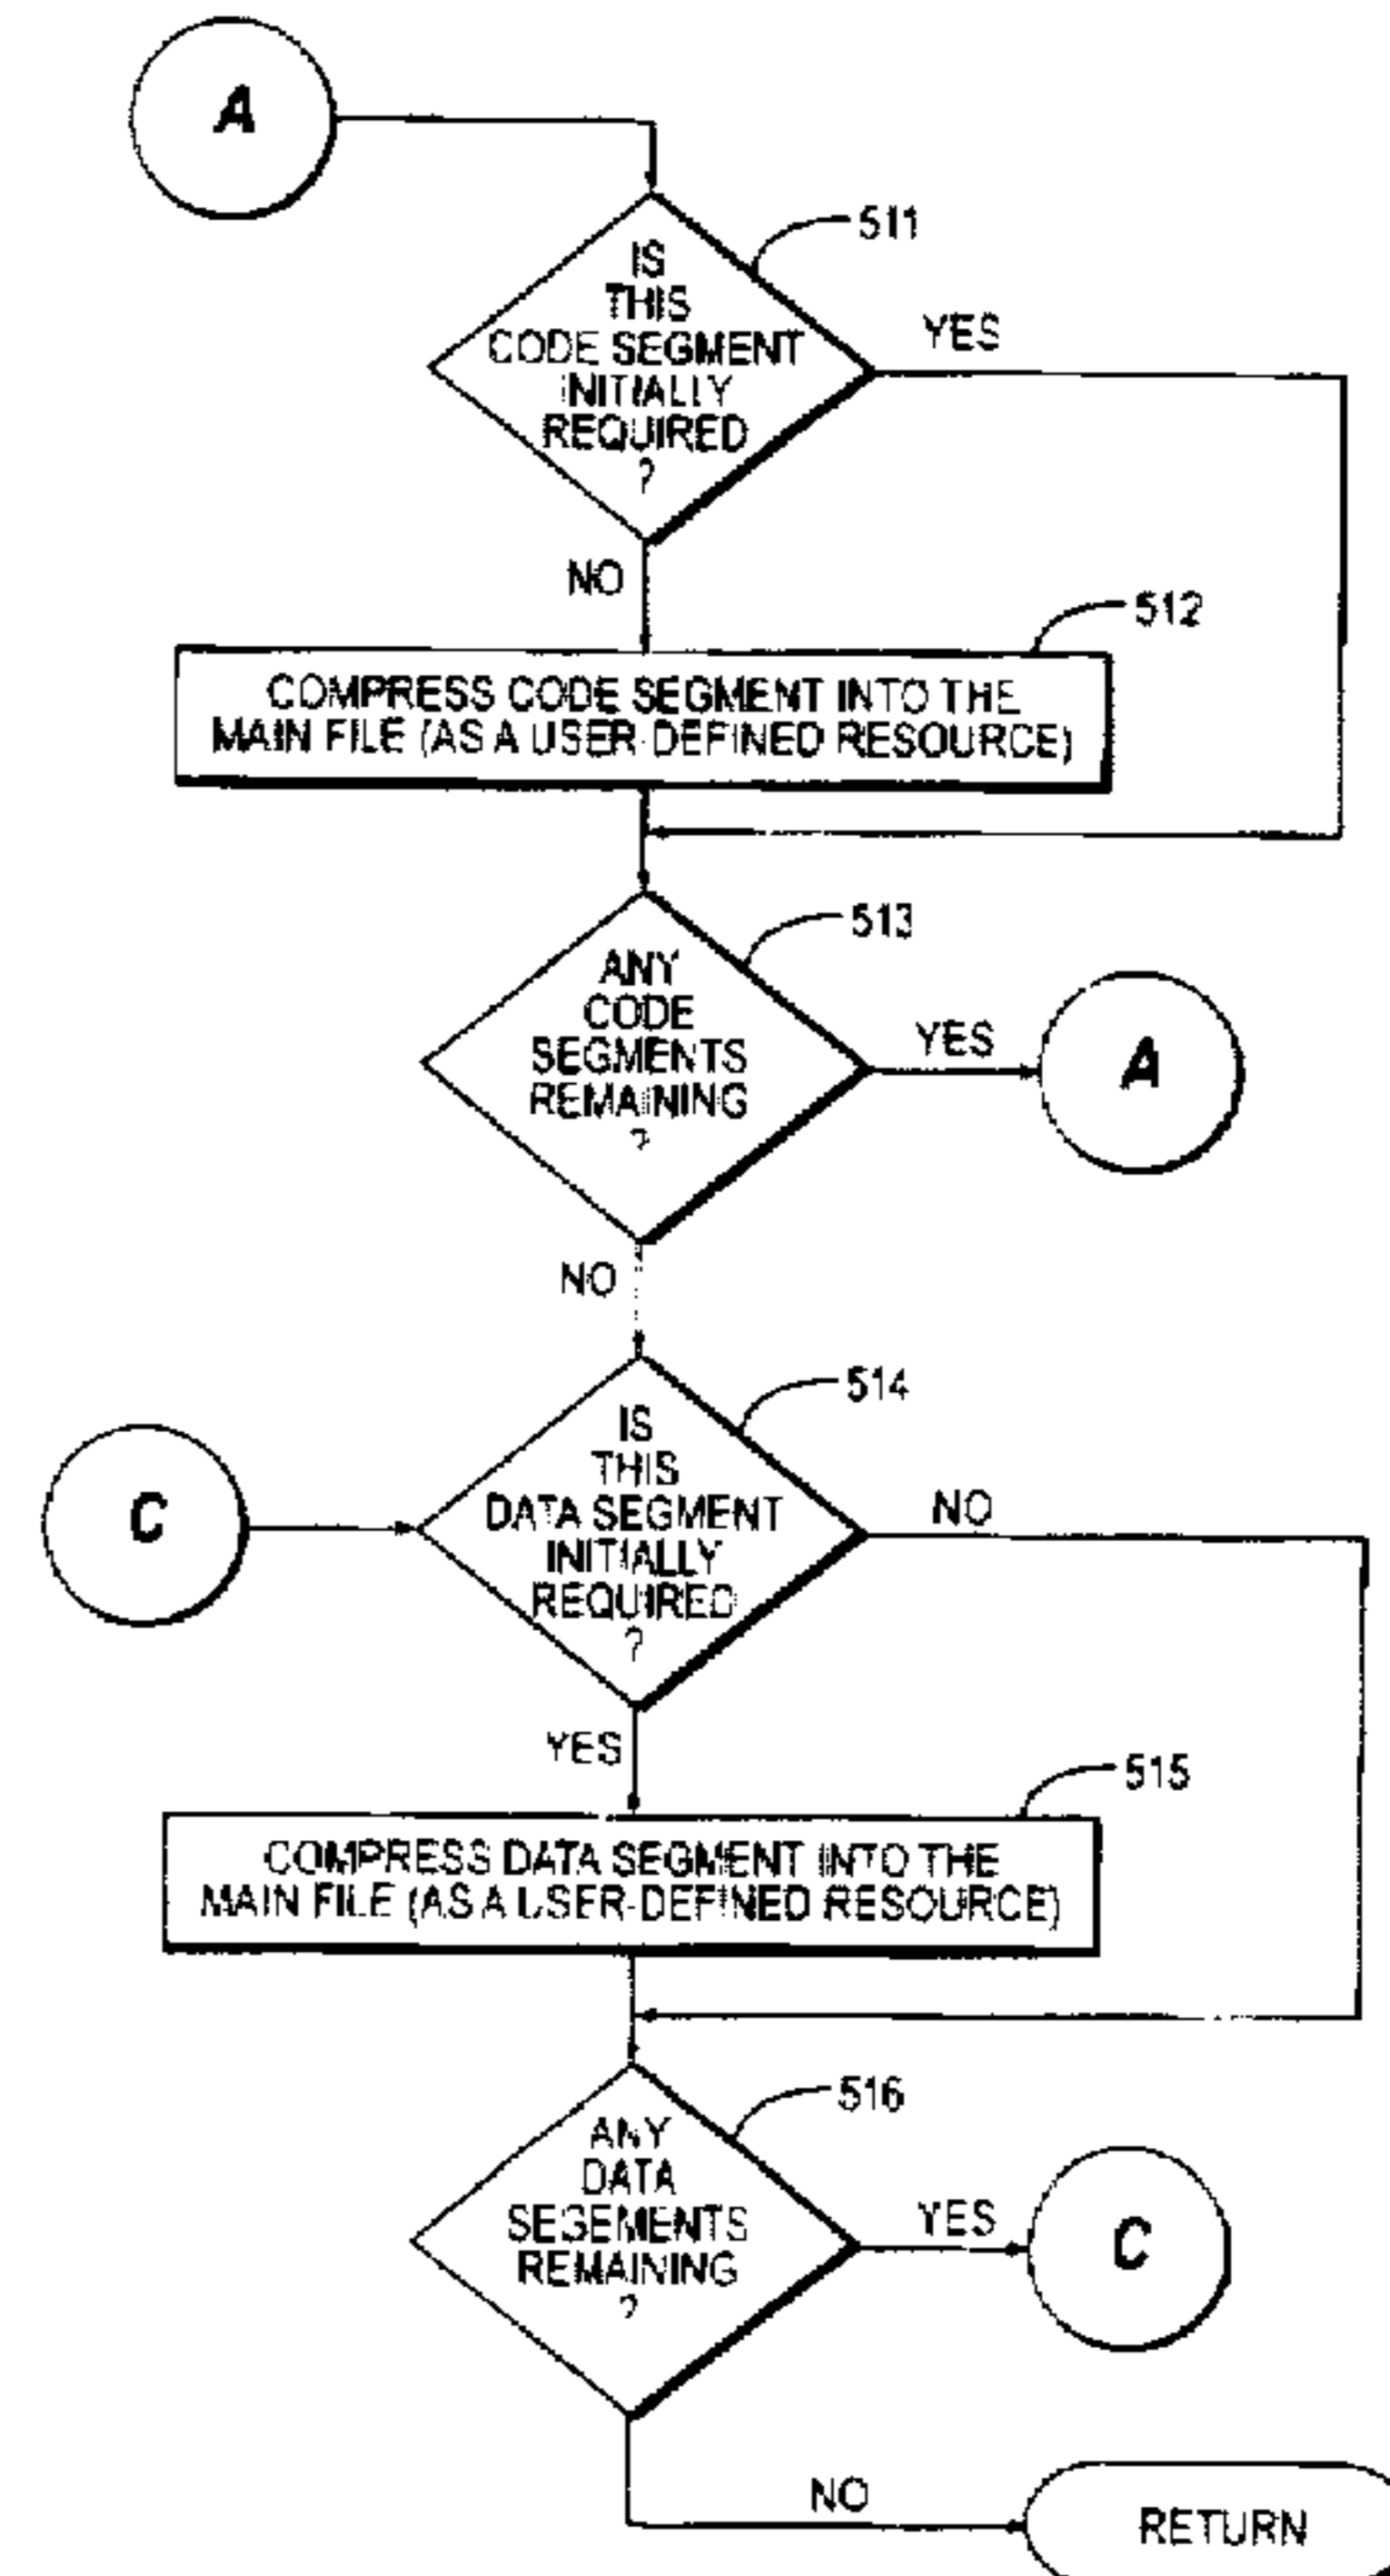 A
511
IS
THIS
CODE SEGMENT
INITIALLY
REQUIRED
?
YES
NO
512
COMPRESS CODE SEGMENT INTO THE
MAIN FILE (AS A USER-DEFINED RESOURCE)
513
ANY
CODE
SEGMENTS
REMAINING
?
YES
A
NO
514
IS
THIS
DATA SEGMENT
INITIALLY
REQUIRED
?
C
NO
YES
515
COMPRESS DATA SEGMENT INTO THE
MAIN FILE (AS A USER-DEFINED RESOURCE)
516
ANY
DATA
SEGEMENTS
REMAINING
?
YES
C
NO
RETURN